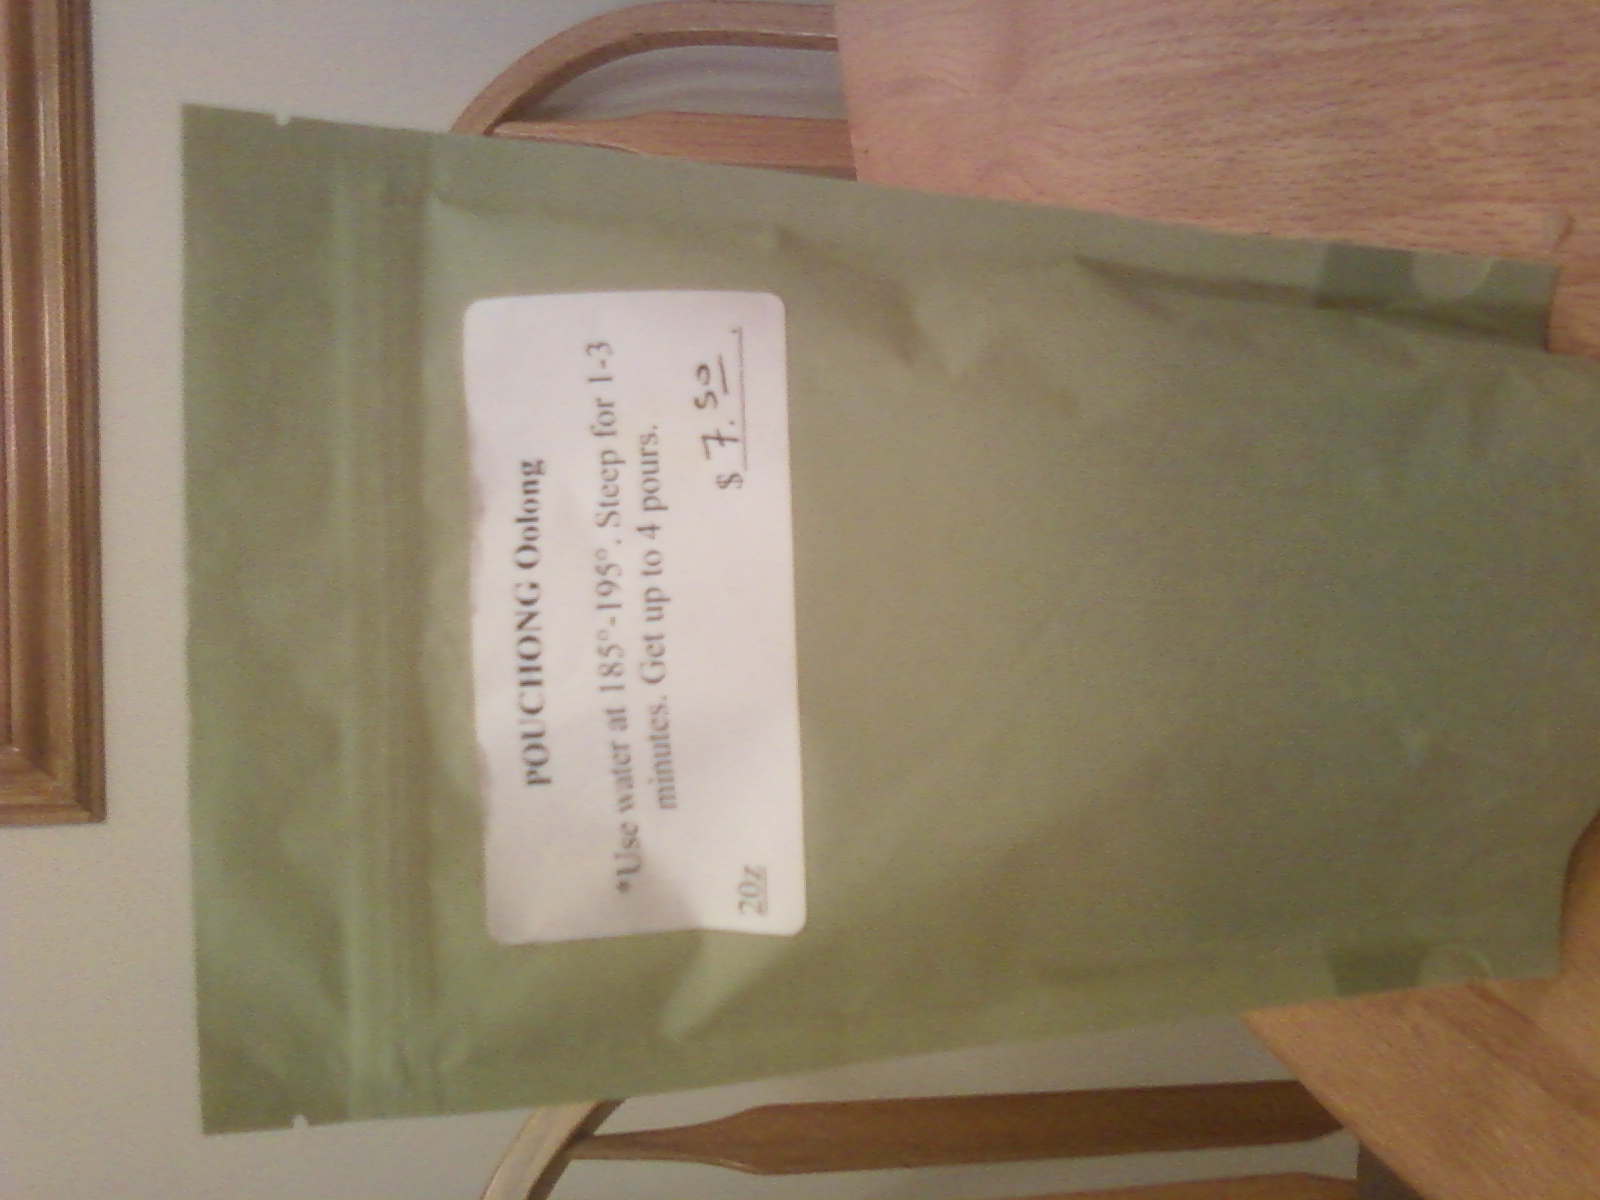 POUCHONG Oolong
*Use water at 185°-195°. Steep for 1-3
minutes. Get up to 4 pours.
$ 7.50
2oz